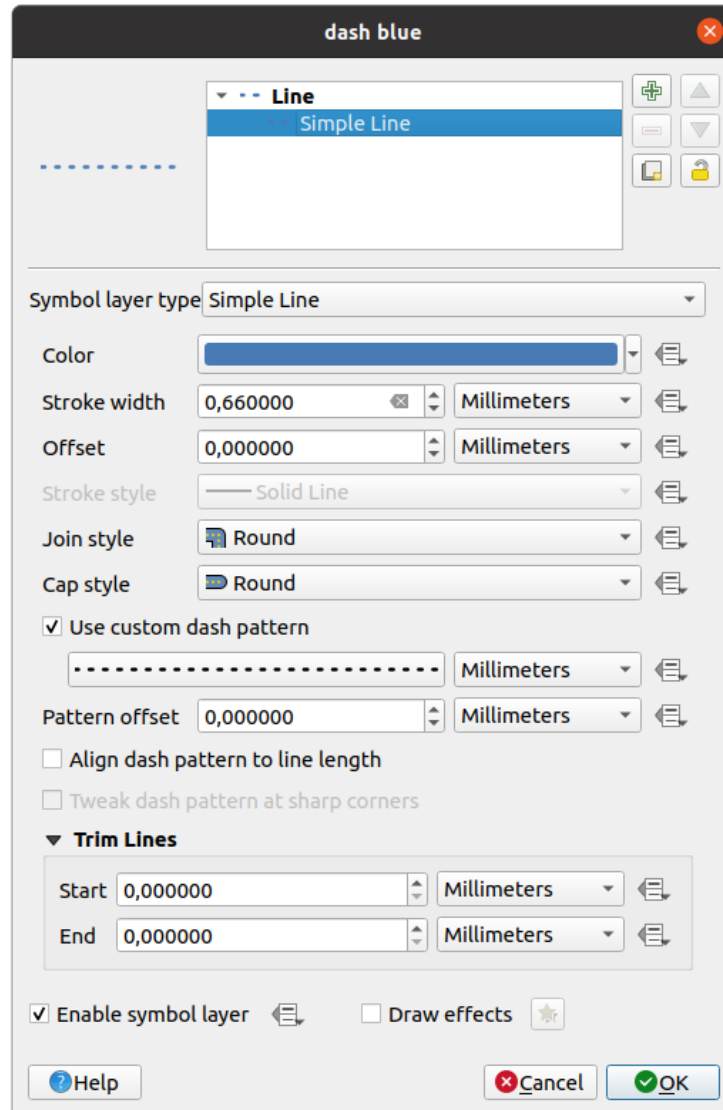 dash blue
Line
Simple Line
Symbol layer type Simple Line
Color
Stroke width 0,660000 Millimeters
Offset 0,000000 Millimeters
Stroke style Solid Line
Join style Round
Cap style Round
Use custom dash pattern
Millimeters
Pattern offset 0,000000 Millimeters
Align dash pattern to line length
Tweak dash pattern at sharp corners
Trim Lines
Start 0,000000 Millimeters
End 0,000000 Millimeters
Enable symbol layer Draw effects
Help Cancel OK